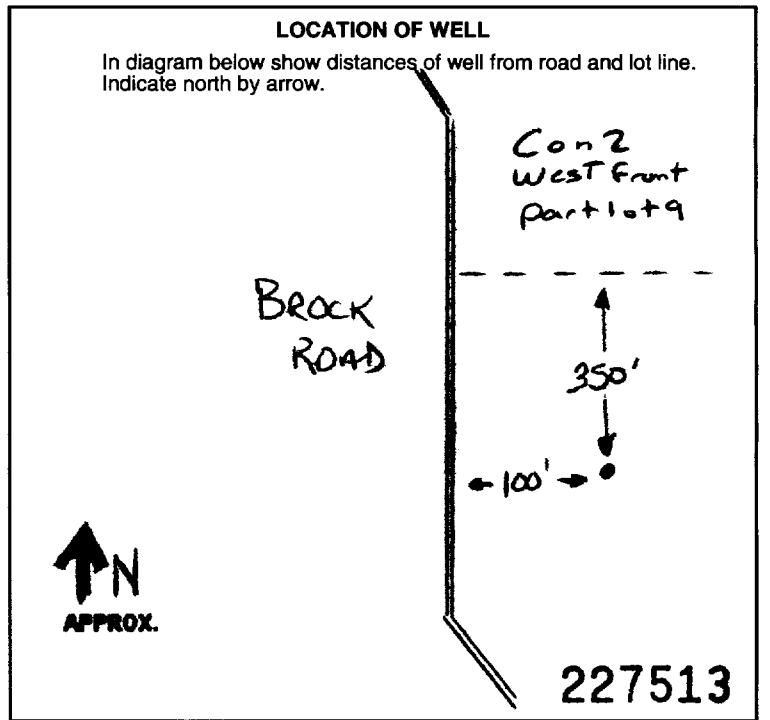 LOCATION OF WELL
In diagram below show distances of well from road and lot line.
Indicate north by arrow.
Con 2
West Front
Part lot 9
BROCK
ROAD
350'
100'
N
APPROX.
227513